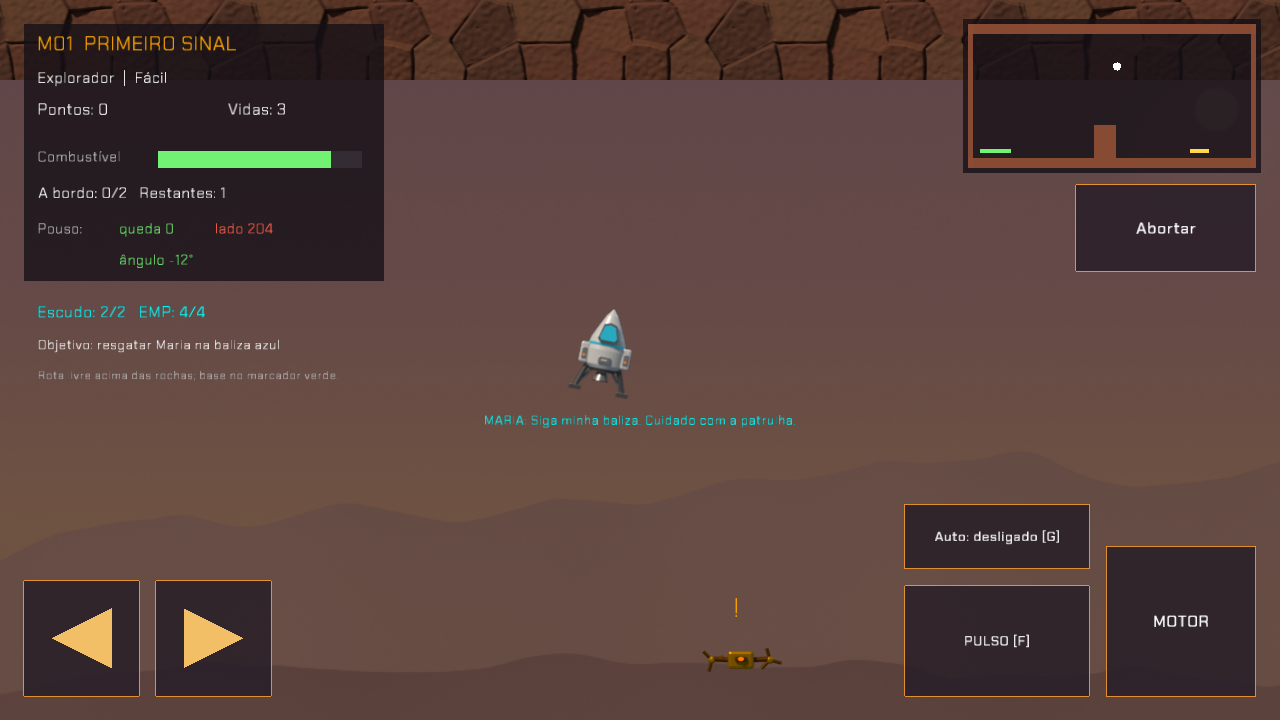 M01 PRIMEIRO SINAL
Explorador | Fácil
Pontos: 0 Vidas: 3
Combustível
A bordo: 0/2 Restantes: 1
Pouso: queda 0 lado 204
ângulo -12°
Escudo: 2/2 EMP: 4/4
Objetivo: resgatar Maria na baliza azul
Rota livre acima das rochas, base no marcador verde.
Abortar
MARIA: Siga minha baliza. Cuidado com a patrulha.
Auto: desligado [G]
!
PULSO [F]
MOTOR